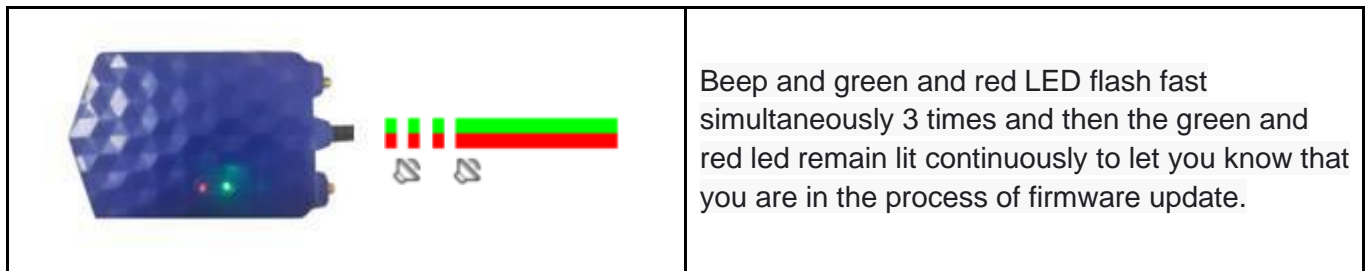 Beep and green and red LED flash fast
simultaneously 3 times and then the green and
red led remain lit continuously to let you know that
you are in the process of firmware update.